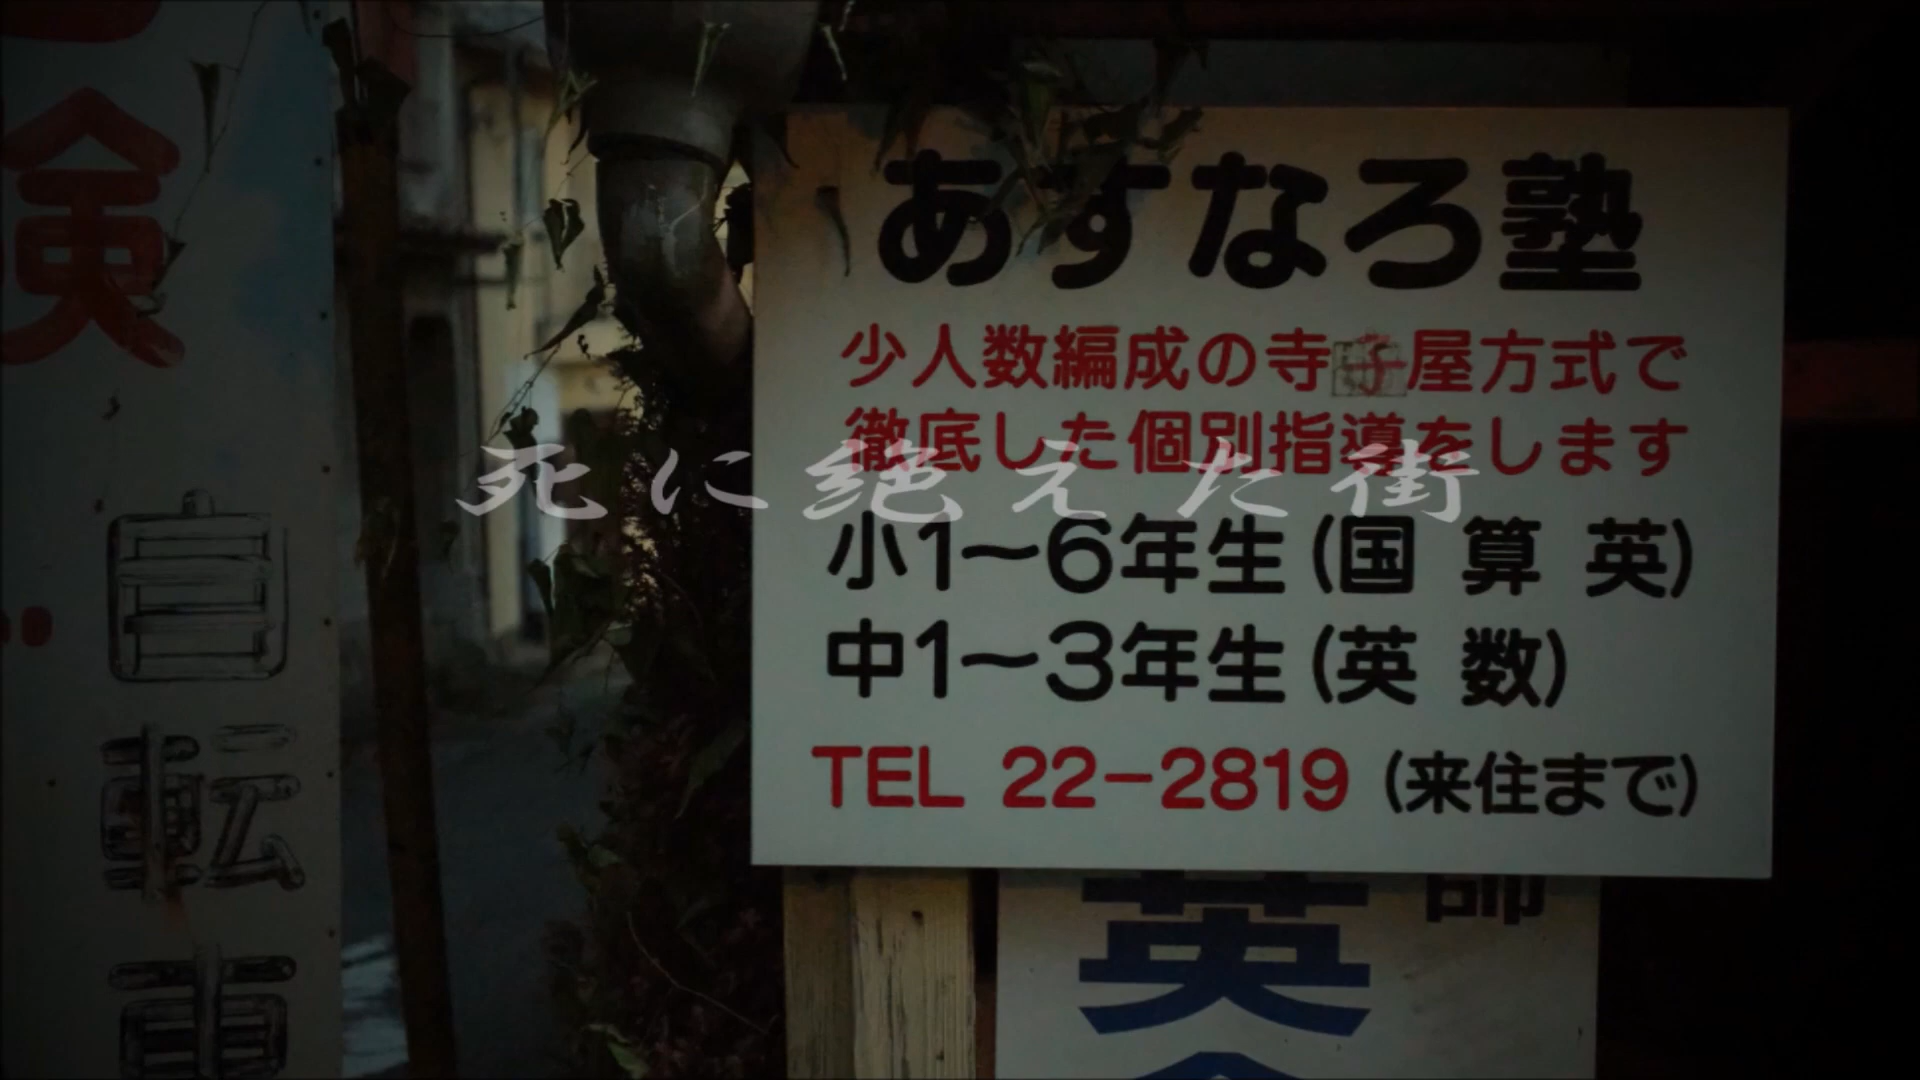 検
自転車
あすなろ塾
少人数編成の寺子屋方式で
徹底した個別指導をします
死に絶えた街
小1〜6年生(国 算 英)
中1〜3年生(英 数)
TEL 22-2819 (来住まで)
師
英